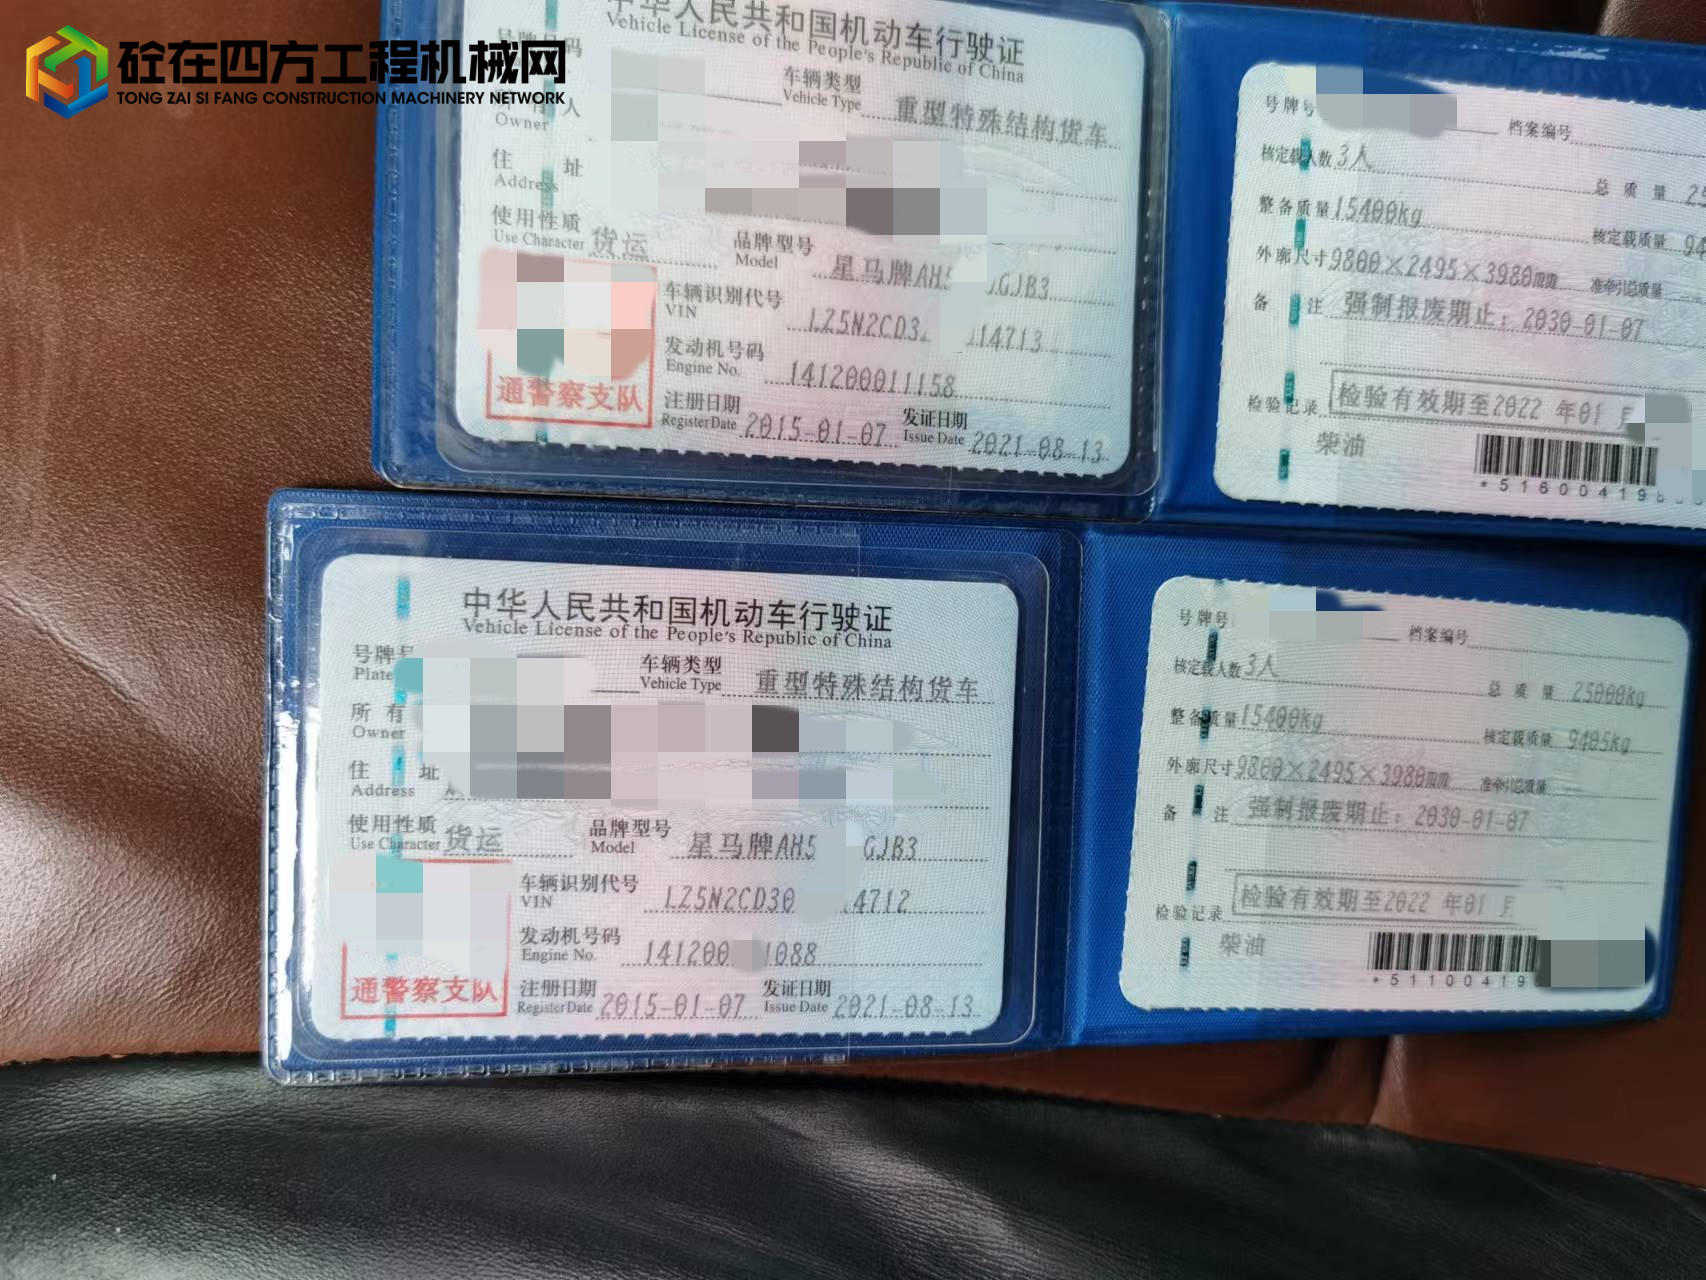 砼在四方工程机械网
TONG ZAI SI FANG CONSTRUCTION MACHINERY NETWORK
中华人民共和国机动车行驶证
Vehicle License of the People's Republic of China
号牌号码
车辆类型 重型特殊结构货车
Vehicle Type
所有人
Owner
住 址
Address
使用性质 货运 品牌型号 星马牌AH5 GJB3
Use Character Model
车辆识别代号 LZ5N2CD3 14713
VIN
发动机号码 141200011158
Engine No.
通警察支队
注册日期 2015-01-07 发证日期 2021-08-13
Register Date Issue Date
号牌号 档案编号
核定载人数 3人 总质量 25
整备质量 15400kg 核定载质量 94
外廓尺寸 9800×2495×3980mm 准牵引总质量
备 注 强制报废期止：2030-01-07
检验记录 检验有效期至2022 年01 月
柴油
*51600419
中华人民共和国机动车行驶证
Vehicle License of the People's Republic of China
号牌号 车辆类型 重型特殊结构货车
Plate Vehicle Type
所有
Owner
住 址
Address
使用性质 货运 品牌型号 星马牌AH5 GJB3
Use Character Model
车辆识别代号 LZ5N2CD30 4712
VIN
发动机号码 141200 1088
Engine No.
通警察支队
注册日期 2015-01-07 发证日期 2021-08-13
Register Date Issue Date
号牌号 档案编号
核定载人数 3人 总质量 25000kg
整备质量 15400kg 核定载质量 9405kg
外廓尺寸 9800×2495×3980mm 准牵引总质量
备 注 强制报废期止：2030-01-07
检验记录 检验有效期至2022 年01 月
柴油
*51100419